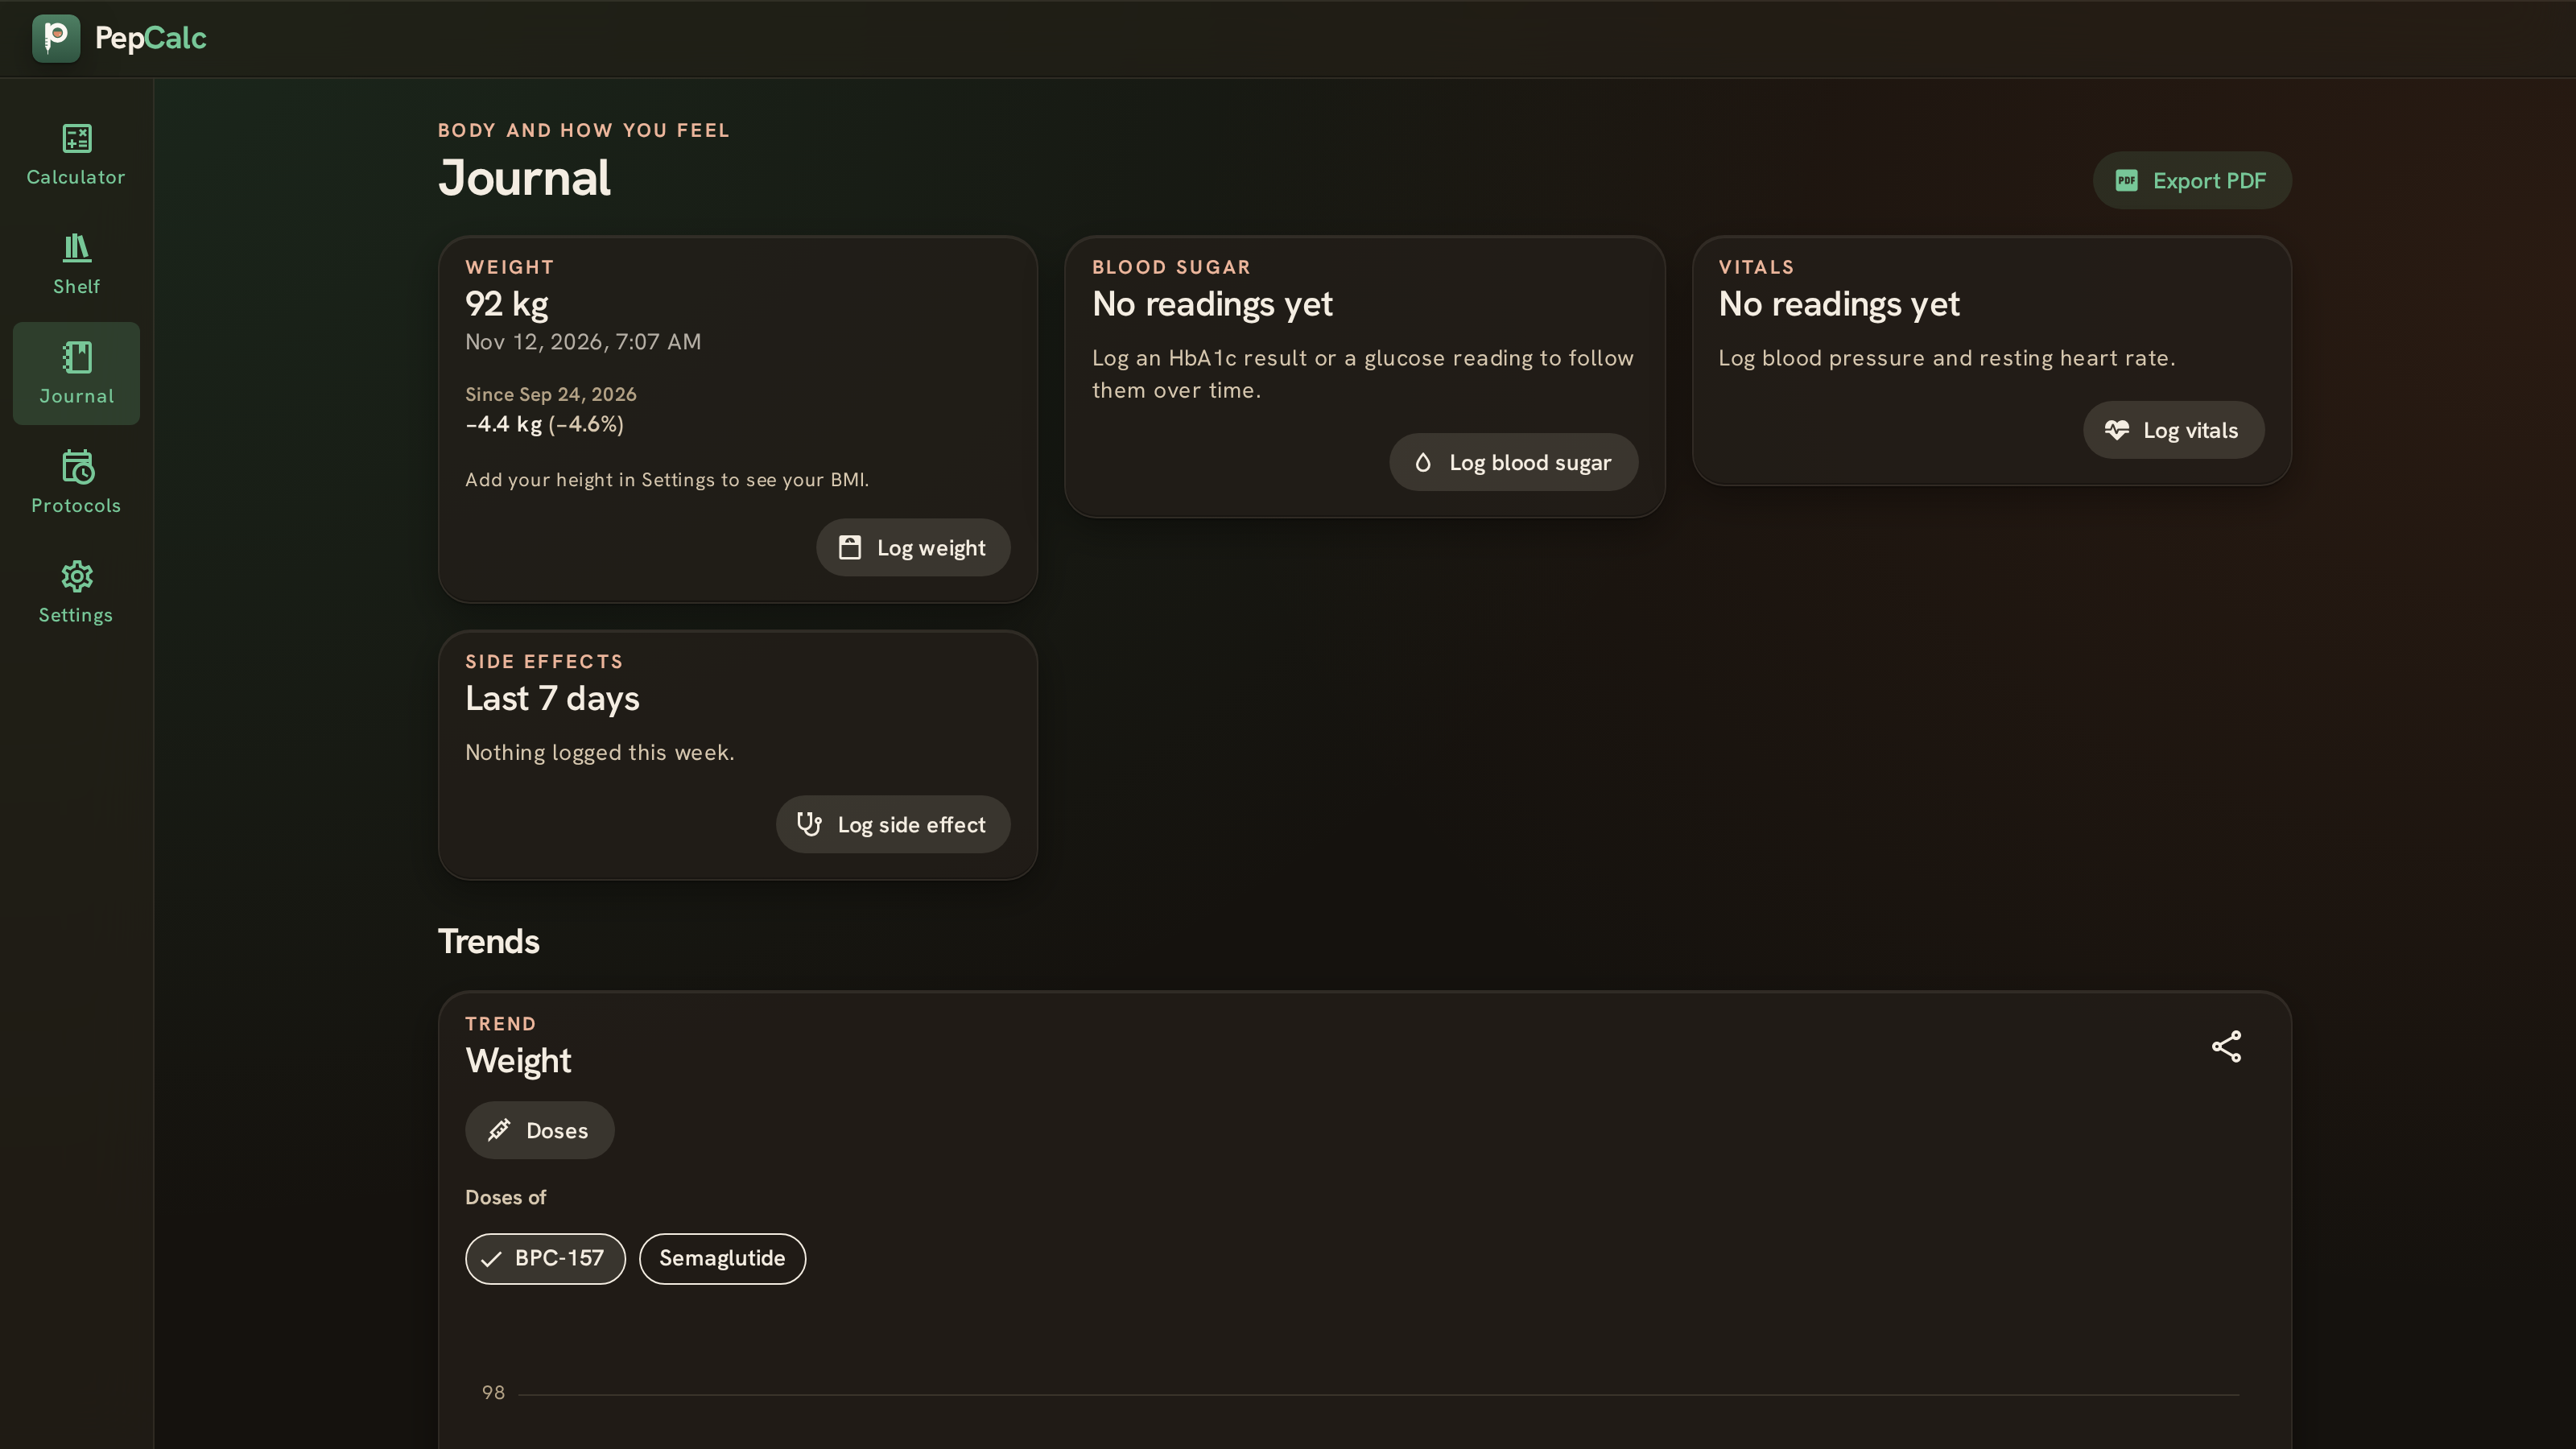 PepCalc
Calculator
Shelf
Journal
Protocols
Settings
BODY AND HOW YOU FEEL
Journal
PDF Export PDF
WEIGHT
92 kg
Nov 12, 2026, 7:07 AM
Since Sep 24, 2026
−4.4 kg (−4.6%)
Add your height in Settings to see your BMI.
Log weight
BLOOD SUGAR
No readings yet
Log an HbA1c result or a glucose reading to follow
them over time.
Log blood sugar
VITALS
No readings yet
Log blood pressure and resting heart rate.
Log vitals
SIDE EFFECTS
Last 7 days
Nothing logged this week.
Log side effect
Trends
TREND
Weight
Doses
Doses of
BPC-157
Semaglutide
98